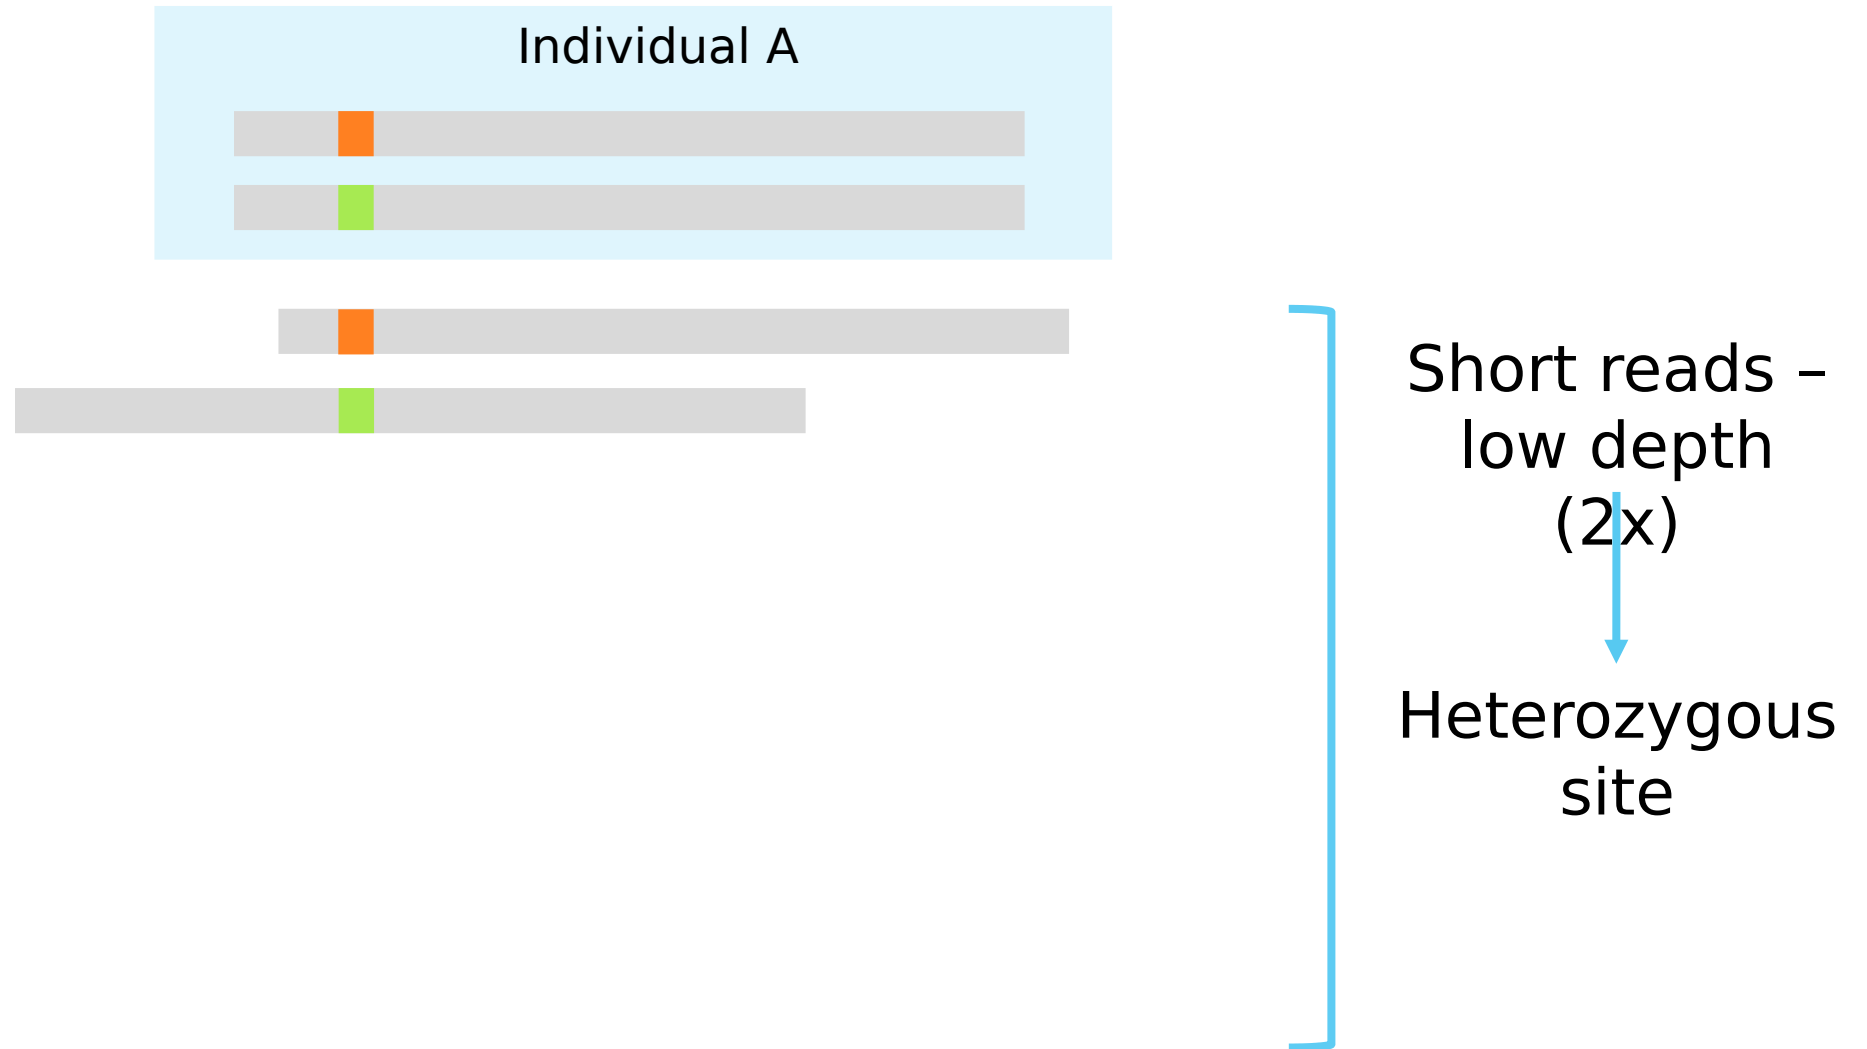 Individual A
Short reads –
low depth
(2x)
Heterozygous
site